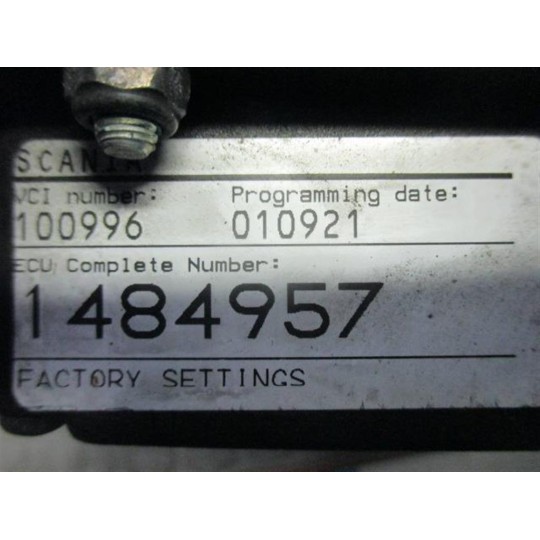 SCANIA
VCI number: Programming date:
100996 010921
ECU Complete Number:
1484957
FACTORY SETTINGS